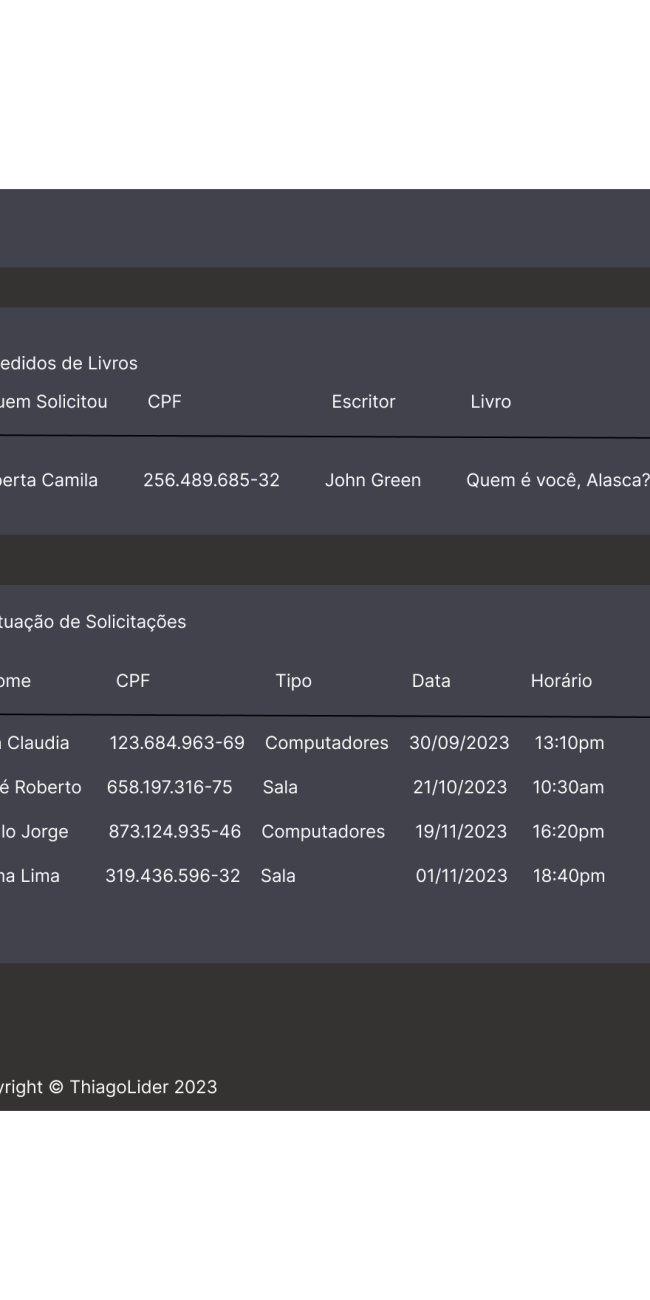 edidos de Livros
uem Solicitou CPF Escritor Livro
berta Camila 256.489.685-32 John Green Quem é você, Alasca?
tuação de Solicitações
ome CPF Tipo Data Horário
a Claudia 123.684.963-69 Computadores 30/09/2023 13:10pm
é Roberto 658.197.316-75 Sala 21/10/2023 10:30am
lo Jorge 873.124.935-46 Computadores 19/11/2023 16:20pm
na Lima 319.436.596-32 Sala 01/11/2023 18:40pm
yright © ThiagoLider 2023